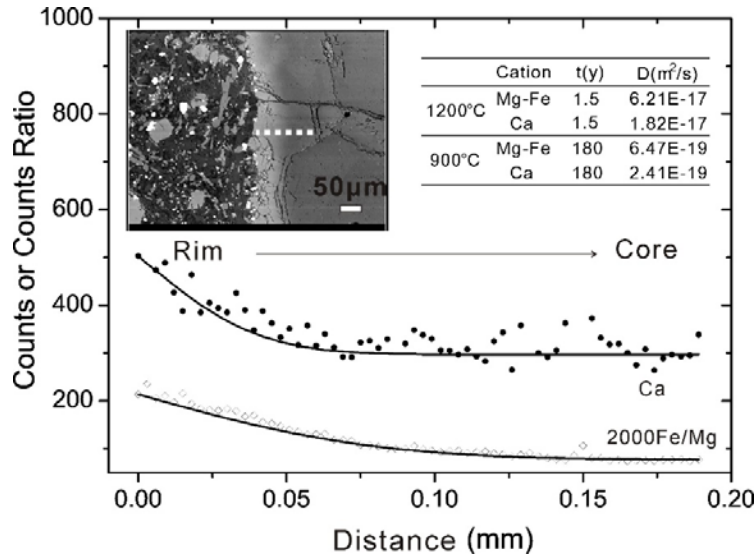 Counts or Counts Ratio
1000
800
600
400
200
50μm
Cation t(y) D(m²/s)
1200°C Mg-Fe 1.5 6.21E-17
Ca 1.5 1.82E-17
900°C Mg-Fe 180 6.47E-19
Ca 180 2.41E-19
Rim Core
Ca
2000Fe/Mg
0.00 0.05 0.10 0.15 0.20
Distance (mm)